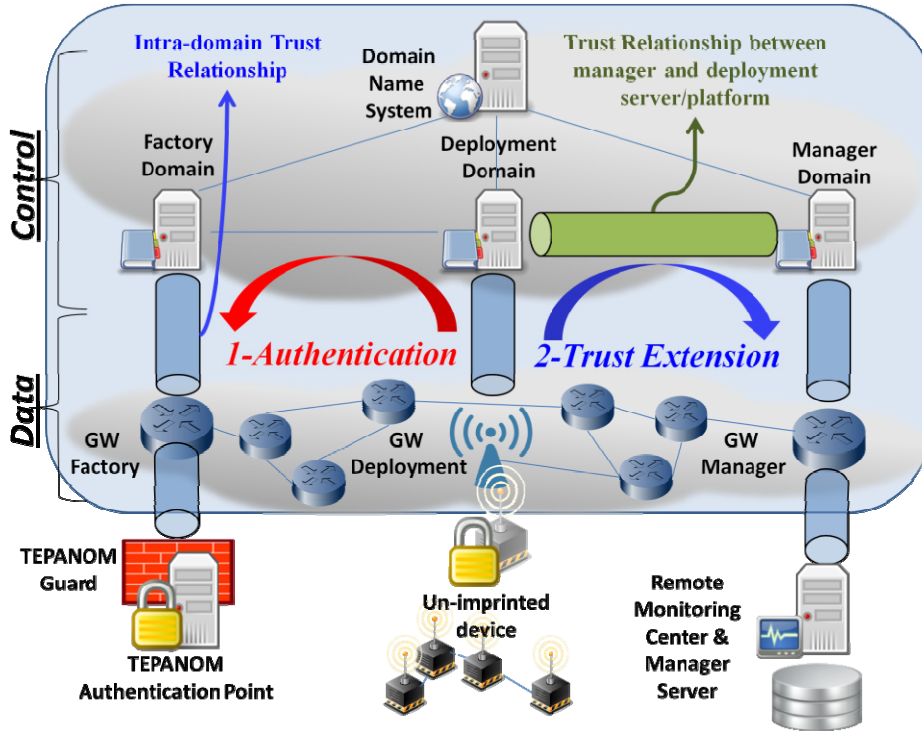 Intra-domain Trust
Relationship
Domain
Name
System
Trust Relationship between
manager and deployment
server/platform
Control
Factory
Domain
Deployment
Domain
Manager
Domain
1-Authentication
2-Trust Extension
Data
GW
Factory
GW
Deployment
GW
Manager
TEPANOM
Guard
TEPANOM
Authentication Point
Un-imprinted
device
Remote
Monitoring
Center &
Manager
Server